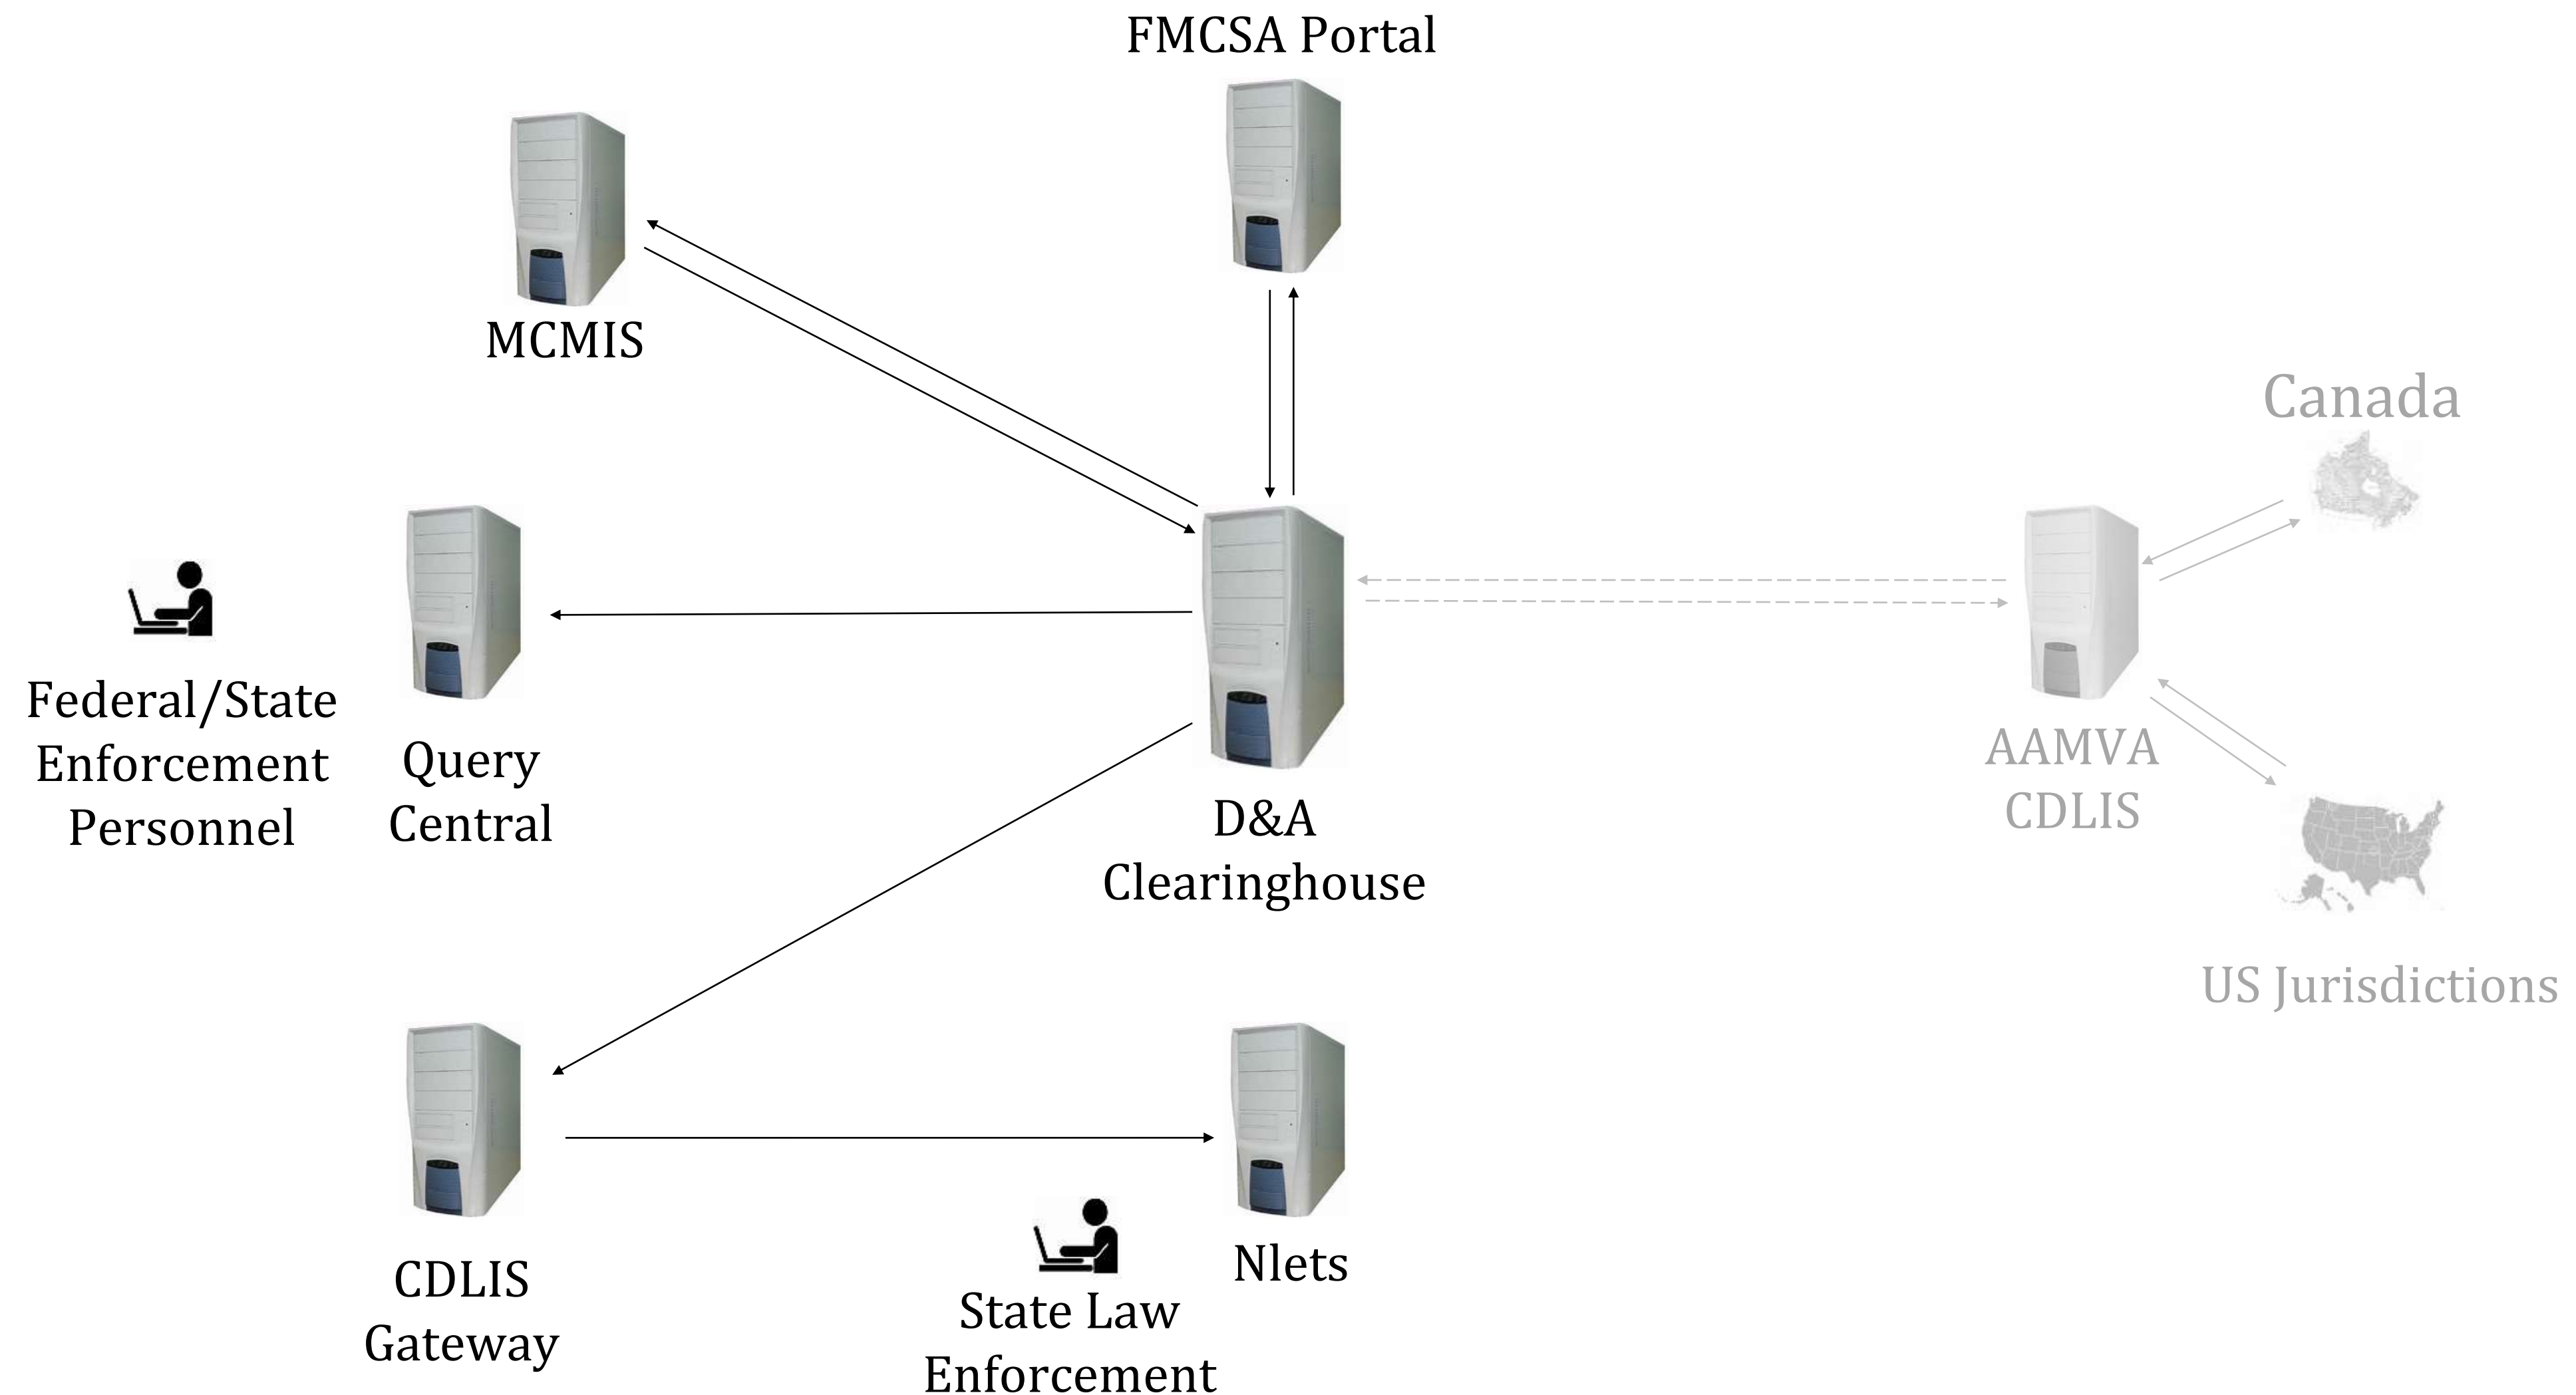 FMCSA Portal
MCMIS
Canada
Federal/State
Enforcement
Personnel
Query
Central
D&A
Clearinghouse
AAMVA
CDLIS
US Jurisdictions
CDLIS
Gateway
State Law
Enforcement
Nlets